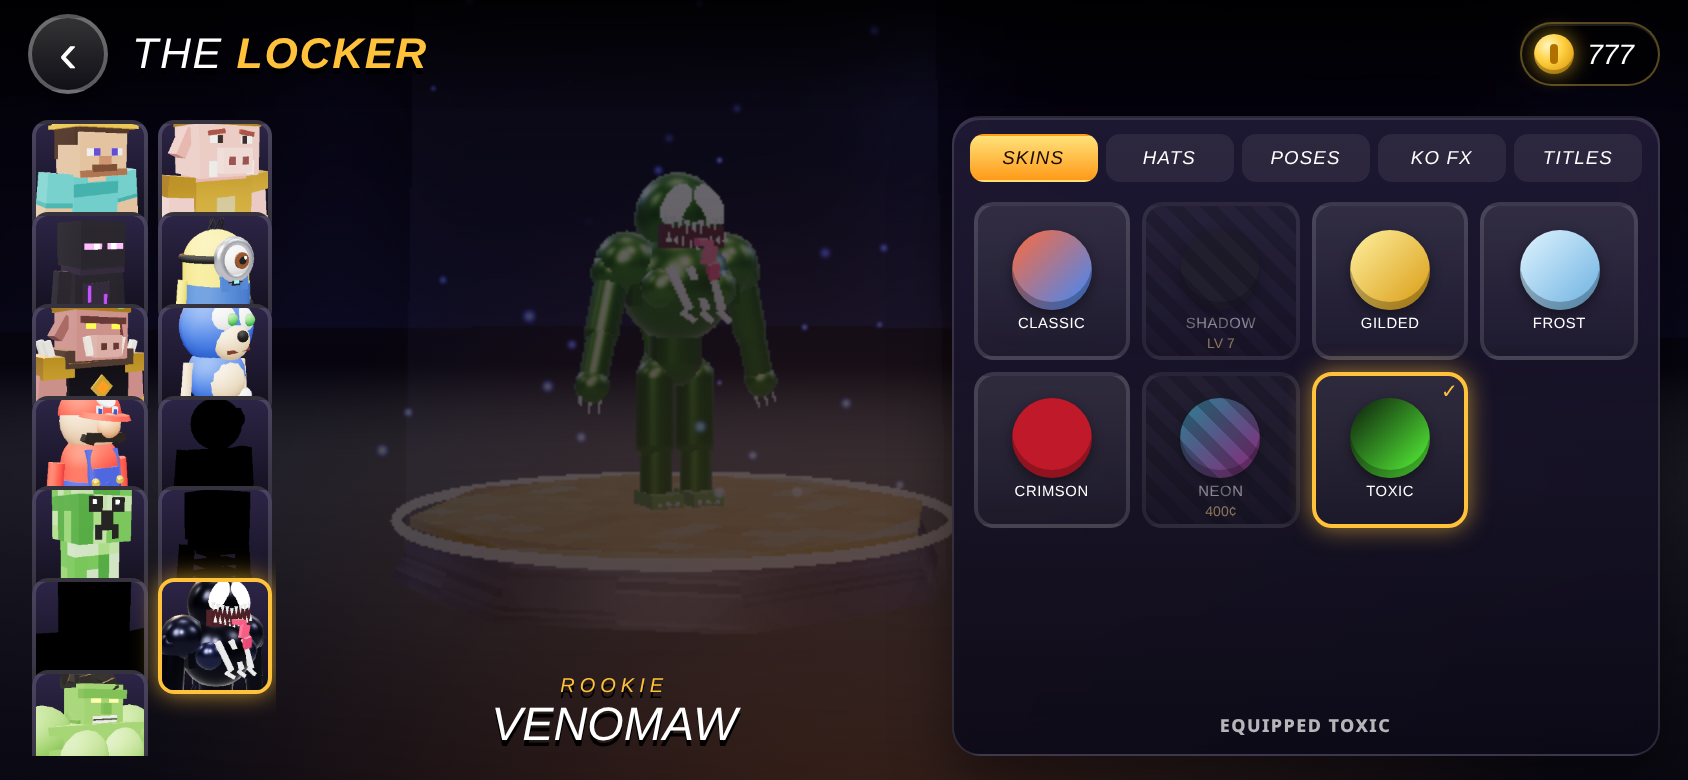 ‹
THE LOCKER
777
SKINS
HATS
POSES
KO FX
TITLES
CLASSIC
SHADOW
LV 7
GILDED
FROST
CRIMSON
NEON
400¢
✓
TOXIC
ROOKIE
VENOMAW
EQUIPPED TOXIC